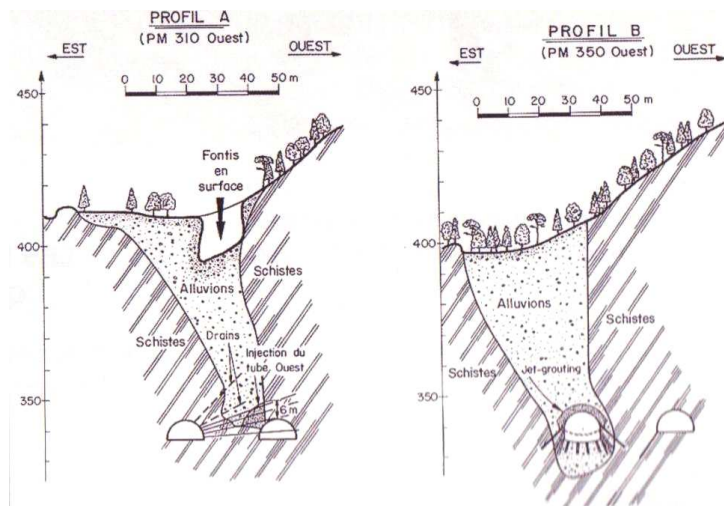 PROFIL A
(PM 310 Ouest)
EST
OUEST
0 10 20 30 40 50 m
450
400
350
Fontis
en
surface
Schistes
Alluvions
Schistes
Drains
Injection du
tube Ouest
6 m
PROFIL B
(PM 350 Ouest)
EST
OUEST
0 10 20 30 40 50 m
450
400
350
Alluvions
Schistes
Schistes
Jet-grouting